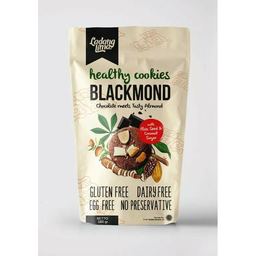 Ladang
Lima
healthy cookies
BLACKMOND
Chocolate meets Tasty Almond
with
Chia Seed &
Coconut
Sugar
GLUTEN FREE DAIRY FREE
EGG FREE NO PRESERVATIVE
NETTO
180 gr